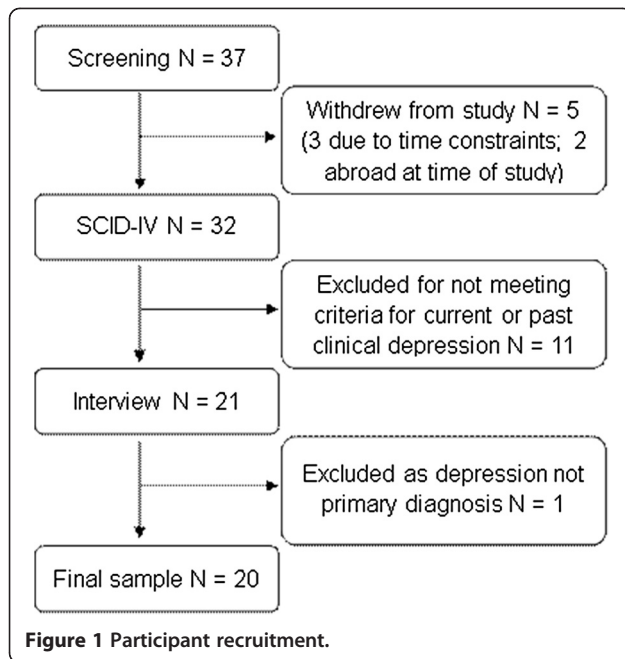 Screening N = 37
Withdrew from study N = 5
(3 due to time constraints; 2
abroad at time of study)
SCID-IV N = 32
Excluded for not meeting
criteria for current or past
clinical depression N = 11
Interview N = 21
Excluded as depression not
primary diagnosis N = 1
Final sample N = 20
Figure 1 Participant recruitment.